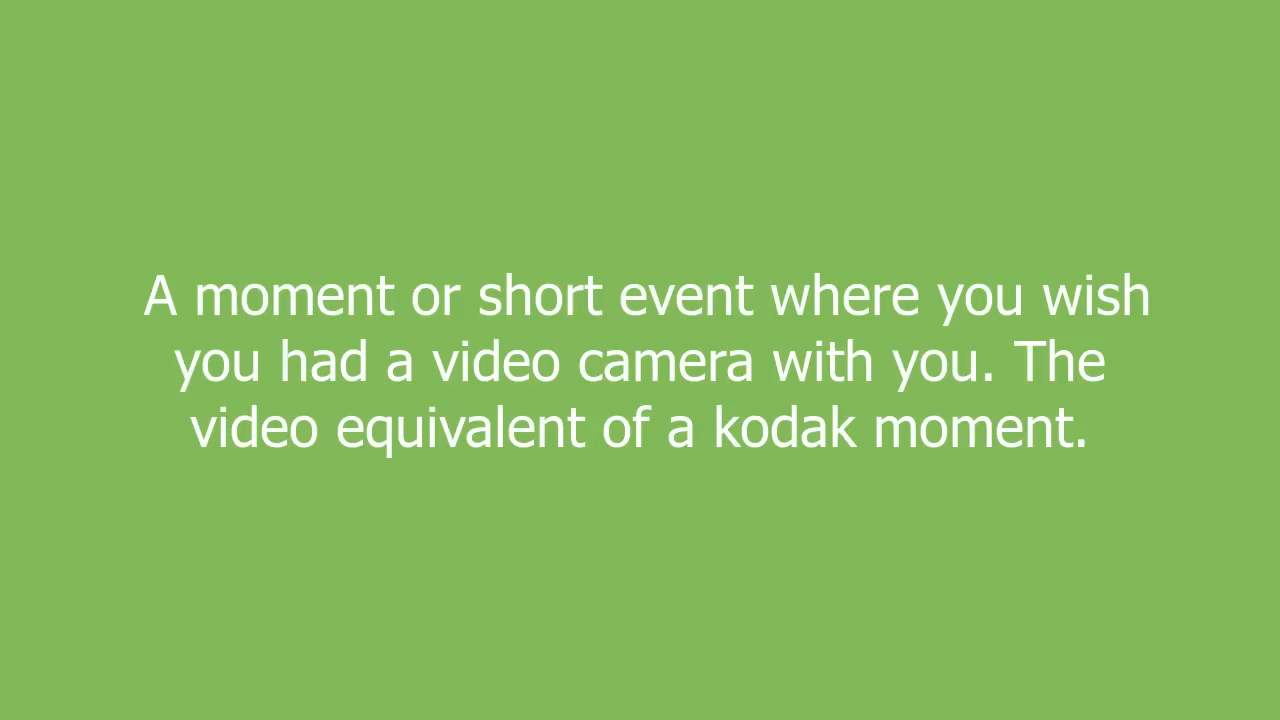 A moment or short event where you wish
you had a video camera with you. The
video equivalent of a kodak moment.